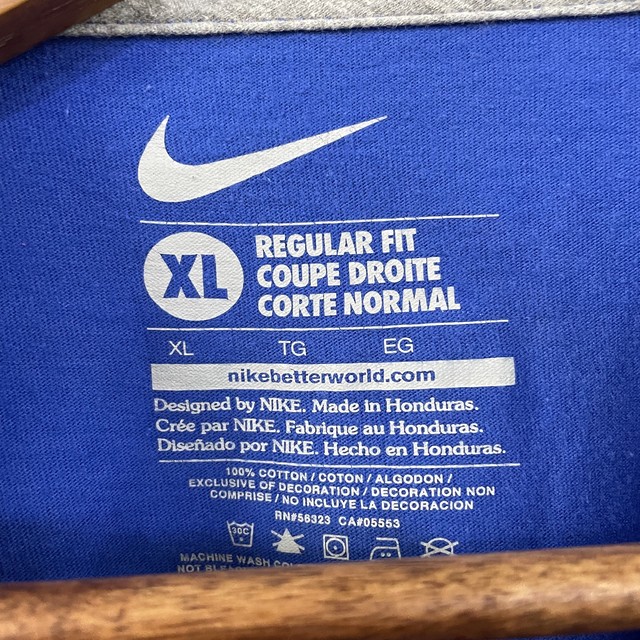 XL
REGULAR FIT
COUPE DROITE
CORTE NORMAL
XL TG EG
nikebetterworld.com
Designed by NIKE. Made in Honduras.
Crée par NIKE. Fabrique au Honduras.
Diseñado por NIKE. Hecho en Honduras.
100% COTTON / COTON / ALGODON /
EXCLUSIVE OF DECORATION / DECORATION NON
COMPRISE / NO INCLUYE LA DECORACION
RN#56323 CA#05553
30C
MACHINE WASH
NOT